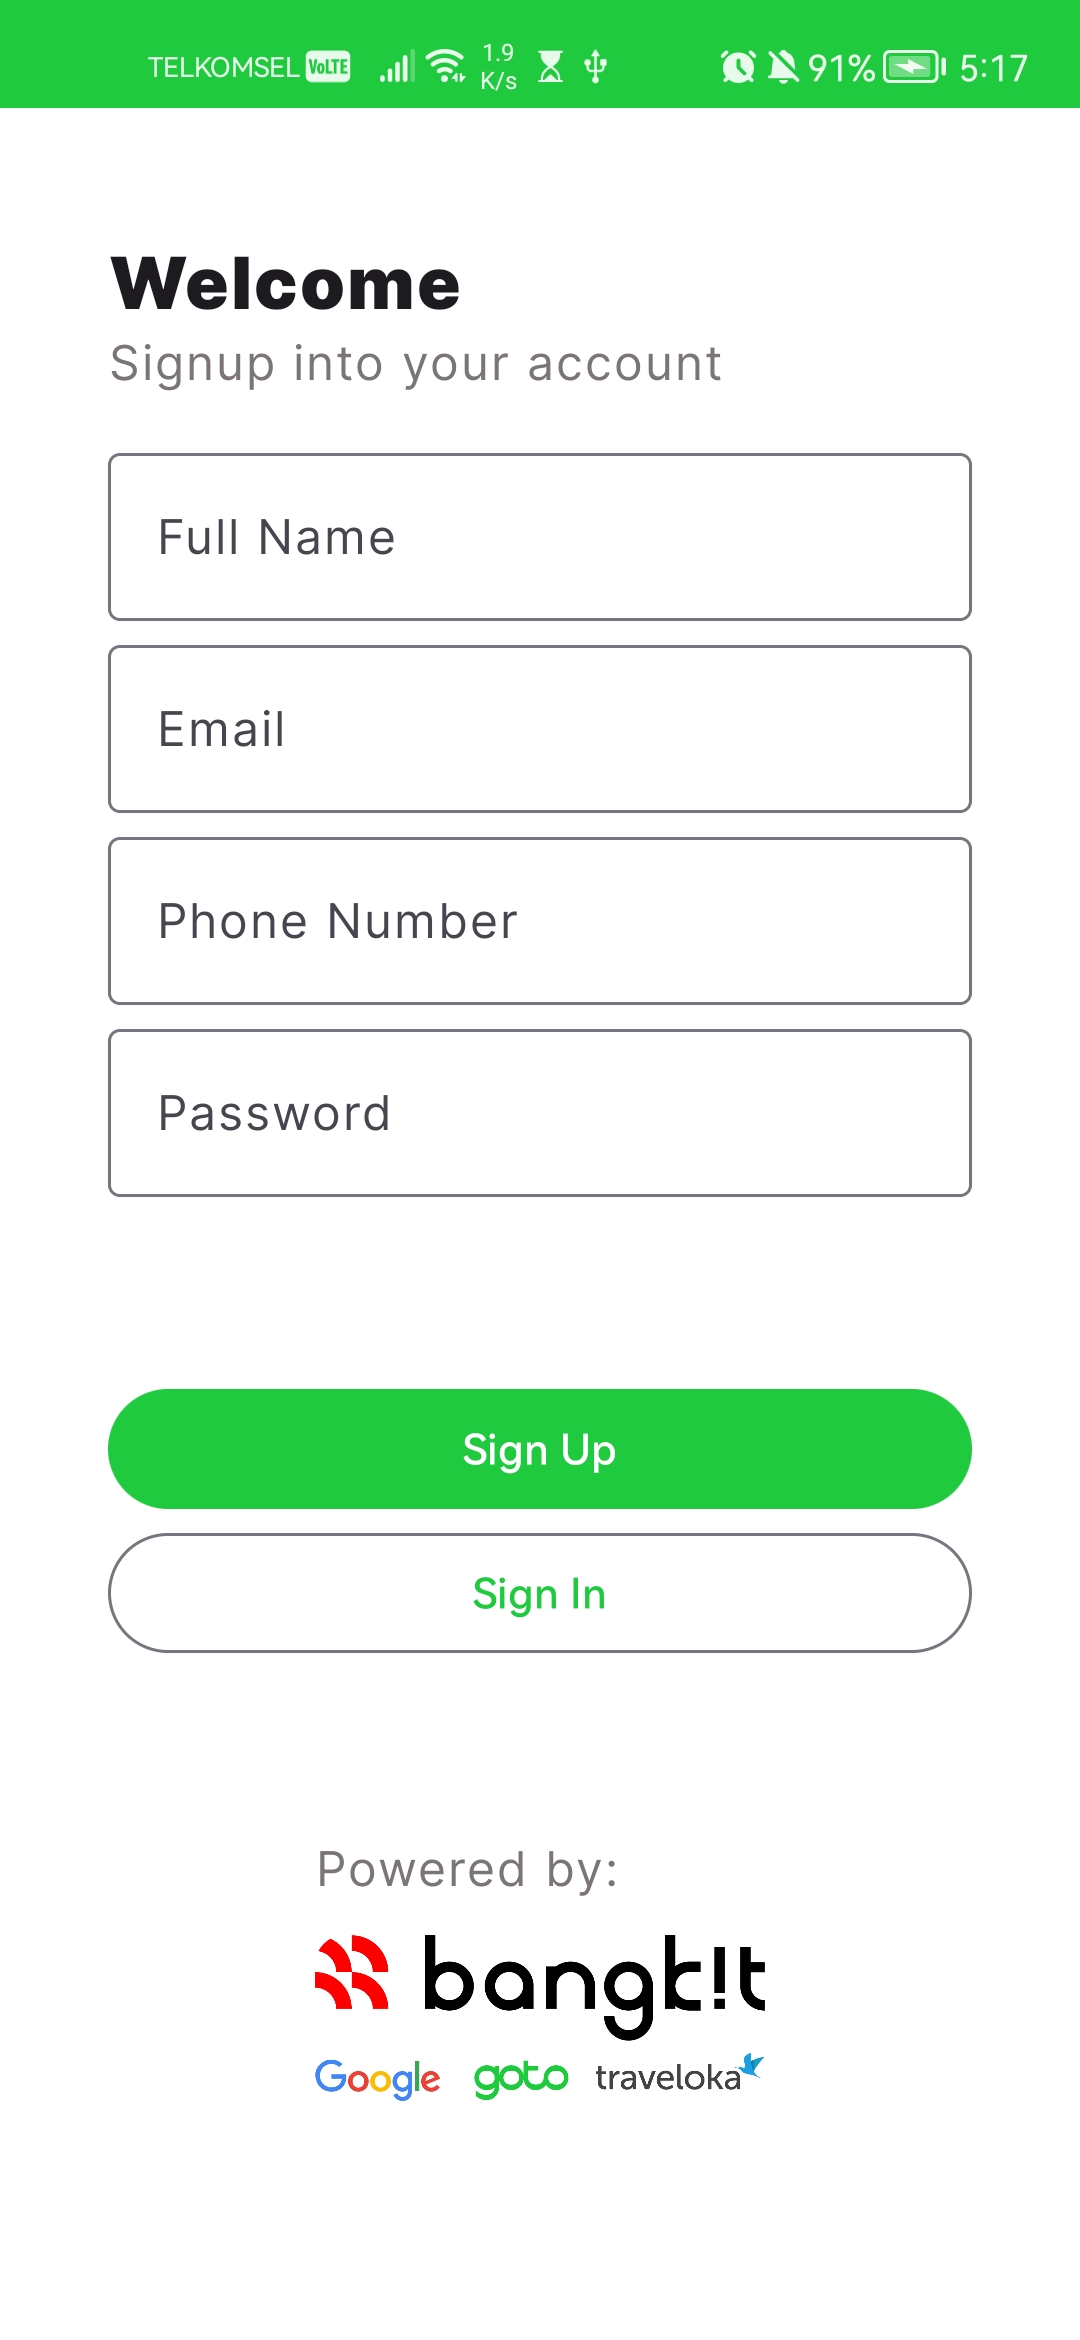 TELKOMSEL VoLTE 1.9 K/s 91% 5:17
Welcome
Signup into your account
Full Name
Email
Phone Number
Password
Sign Up
Sign In
Powered by:
bangk!t
Google goto traveloka